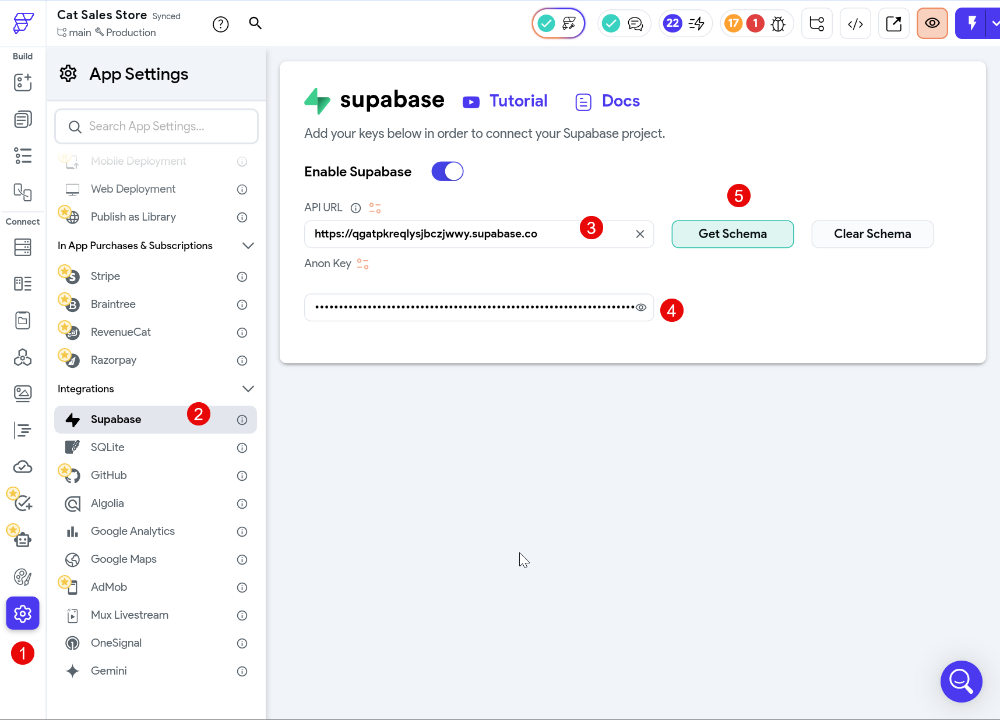 Cat Sales Store Synced
main Production
22
17
1
Build
Connect
App Settings
Search App Settings...
Mobile Deployment
Web Deployment
Publish as Library
In App Purchases & Subscriptions
Stripe
Braintree
RevenueCat
Razorpay
Integrations
Supabase
2
SQLite
GitHub
Algolia
Google Analytics
Google Maps
AdMob
Mux Livestream
OneSignal
Gemini
1
supabase Tutorial Docs
Add your keys below in order to connect your Supabase project.
Enable Supabase
API URL
5
https://qgatpkreqlysjbczjwwy.supabase.co
3
Get Schema
Clear Schema
Anon Key
4